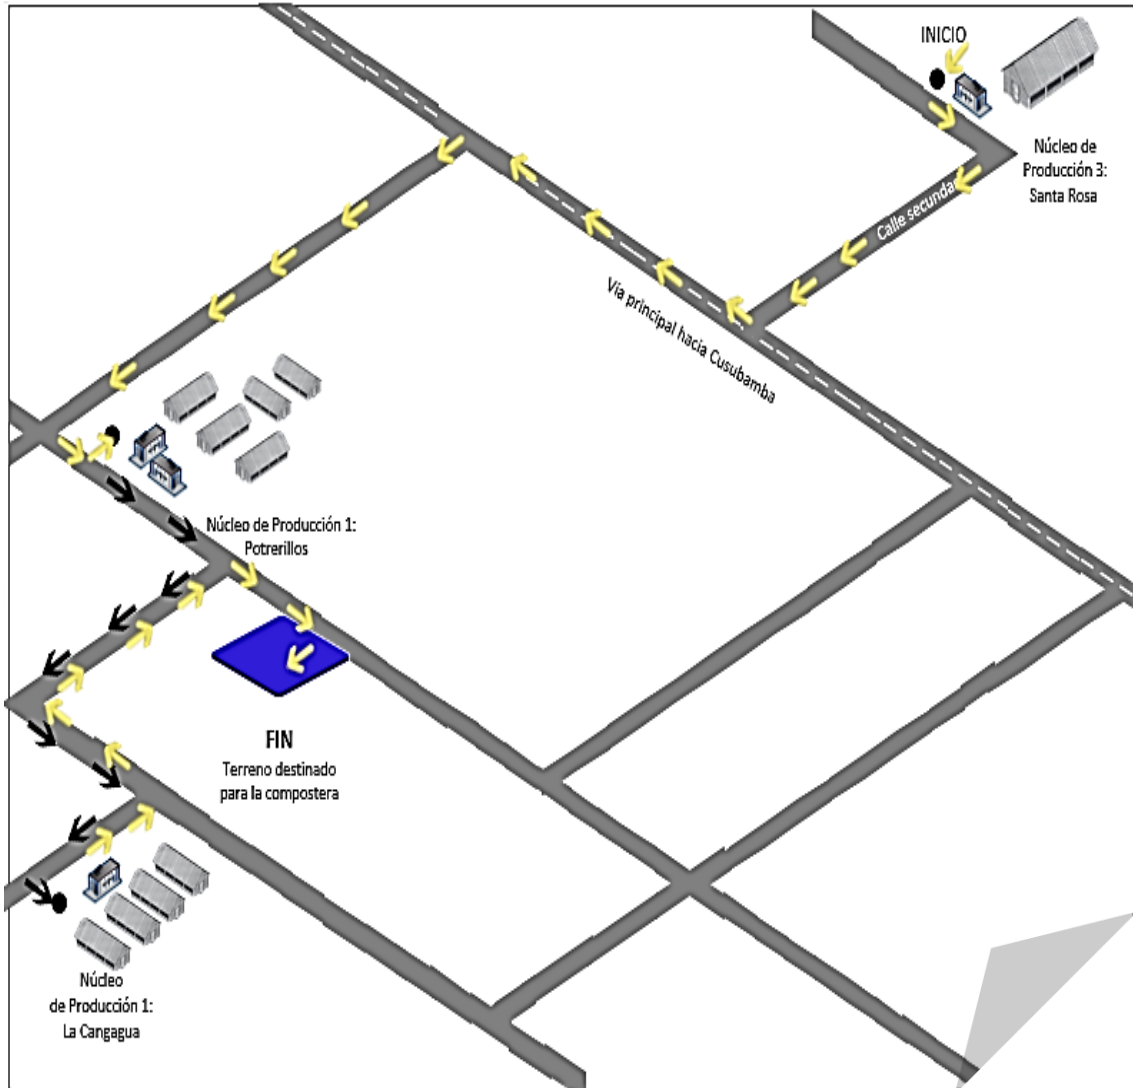 INICIO
Núcleo de
Producción 3:
Santa Rosa
Calle secundar
Vía principal hacia Cusubamba
Núcleo de Producción 1:
Potrerillos
FIN
Terreno destinado
para la compostera
Núcleo
de Producción 1:
La Cangagua